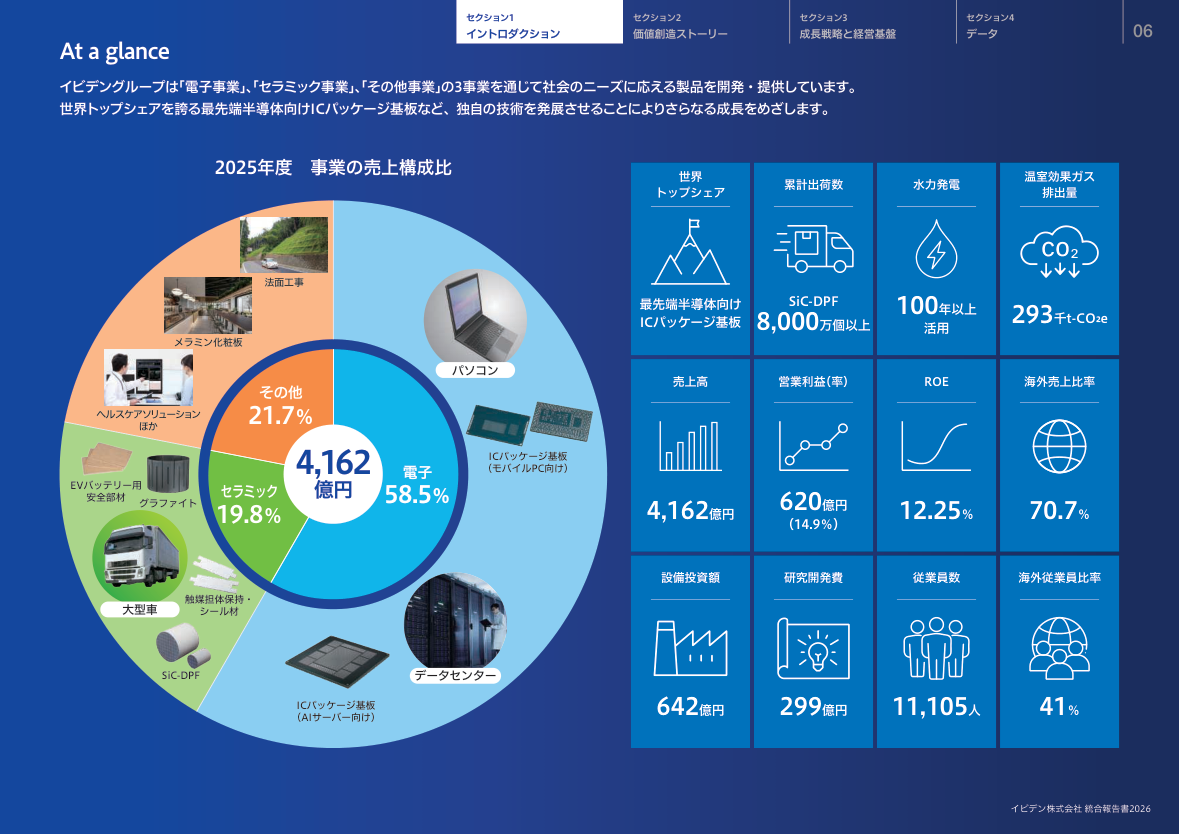 セクション1
イントロダクション
セクション2
価値創造ストーリー
セクション3
成長戦略と経営基盤
セクション4
データ
06
At a glance
イビデングループは「電子事業」、「セラミック事業」、「その他事業」の3事業を通じて社会のニーズに応える製品を開発・提供しています。
世界トップシェアを誇る最先端半導体向けICパッケージ基板など、独自の技術を発展させることによりさらなる成長をめざします。
2025年度　事業の売上構成比
法面工事
メラミン化粧板
ヘルスケアソリューション
ほか
その他
21.7%
EVバッテリー用
安全部材
グラファイト
大型車
触媒担体保持・
シール材
SiC-DPF
セラミック
19.8%
4,162
億円
電子
58.5%
パソコン
ICパッケージ基板
（モバイルPC向け）
データセンター
ICパッケージ基板
（AIサーバー向け）
世界
トップシェア
最先端半導体向け
ICパッケージ基板
累計出荷数
SiC-DPF
8,000万個以上
水力発電
100年以上
活用
温室効果ガス
排出量
CO2
293千t-CO2e
売上高
4,162億円
営業利益(率)
620億円
(14.9%)
ROE
12.25%
海外売上比率
70.7%
設備投資額
642億円
研究開発費
299億円
従業員数
11,105人
海外従業員比率
41%
イビデン株式会社 統合報告書2026